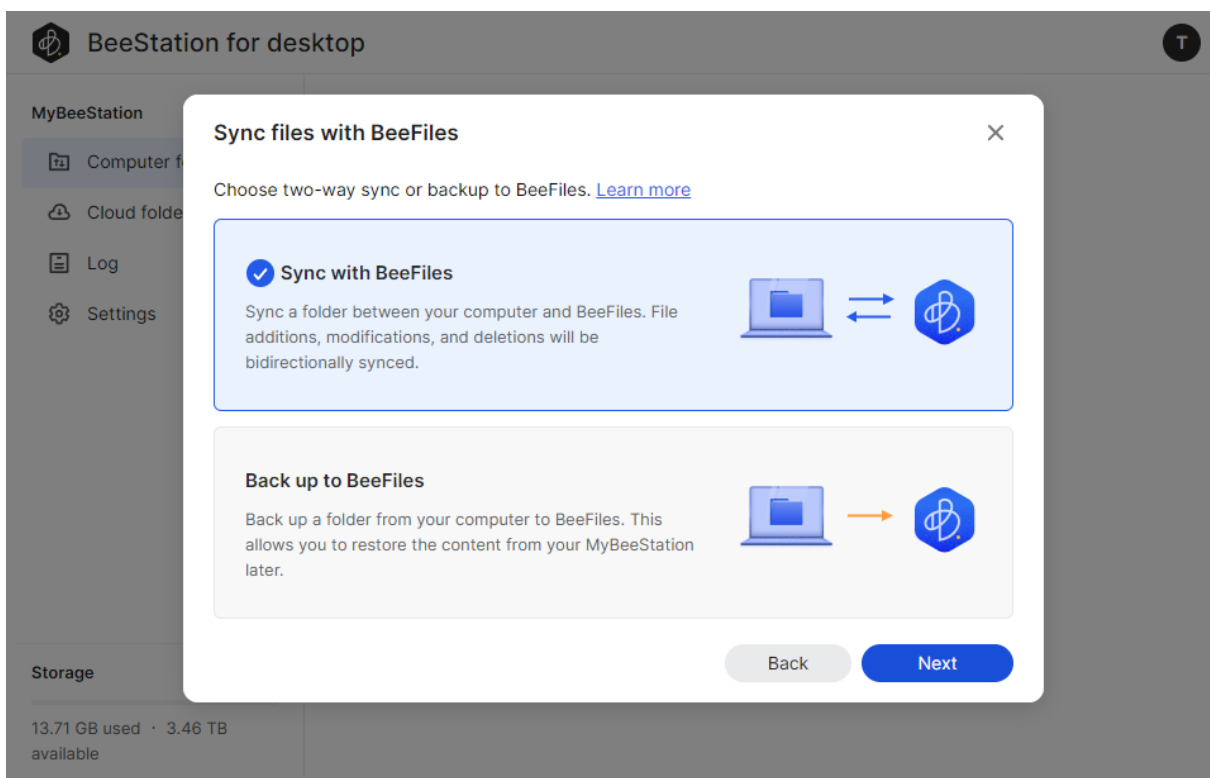 BeeStation for desktop
T
MyBeeStation
Computer
Cloud
Log
Settings
Storage
13.71 GB used · 3.46 TB
available
Sync files with BeeFiles
Choose two-way sync or backup to BeeFiles. Learn more
Sync with BeeFiles
Sync a folder between your computer and BeeFiles. File
additions, modifications, and deletions will be
bidirectionally synced.
Back up to BeeFiles
Back up a folder from your computer to BeeFiles. This
allows you to restore the content from your MyBeeStation
later.
Back
Next